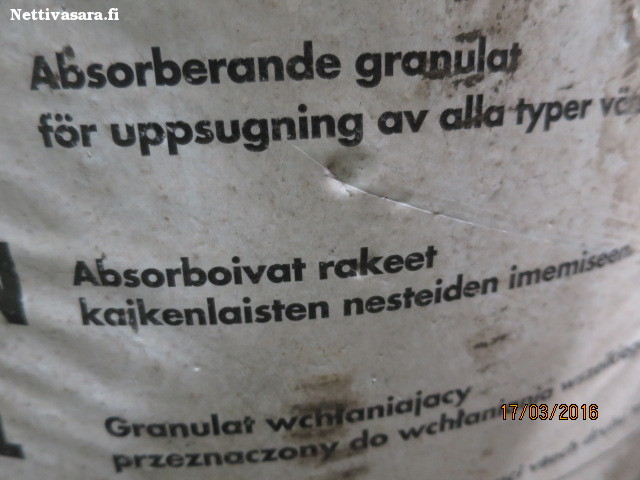 Nettivasara.fi
Absorberande granulat
för uppsugning av alla typer
Absorboivat rakeet
kaikenlaisten nesteiden imemiseen
Granulat wchłaniający
przeznaczony do wchłaniania
17/03/2016